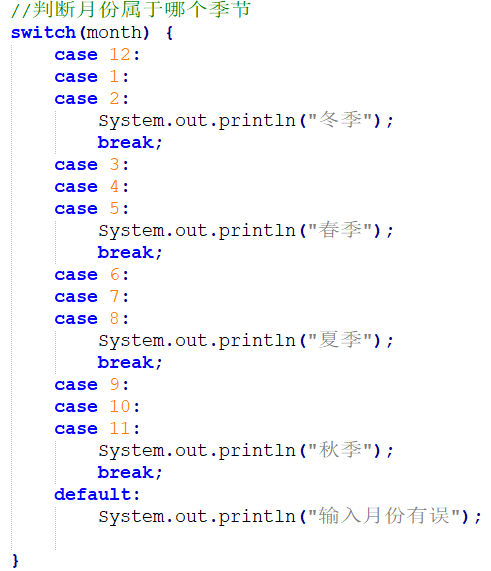 //判断月份属于哪个季节
switch(month) {
    case 12:
    case 1:
    case 2:
        System.out.println("冬季");
        break;
    case 3:
    case 4:
    case 5:
        System.out.println("春季");
        break;
    case 6:
    case 7:
    case 8:
        System.out.println("夏季");
        break;
    case 9:
    case 10:
    case 11:
        System.out.println("秋季");
        break;
    default:
        System.out.println("输入月份有误");
}